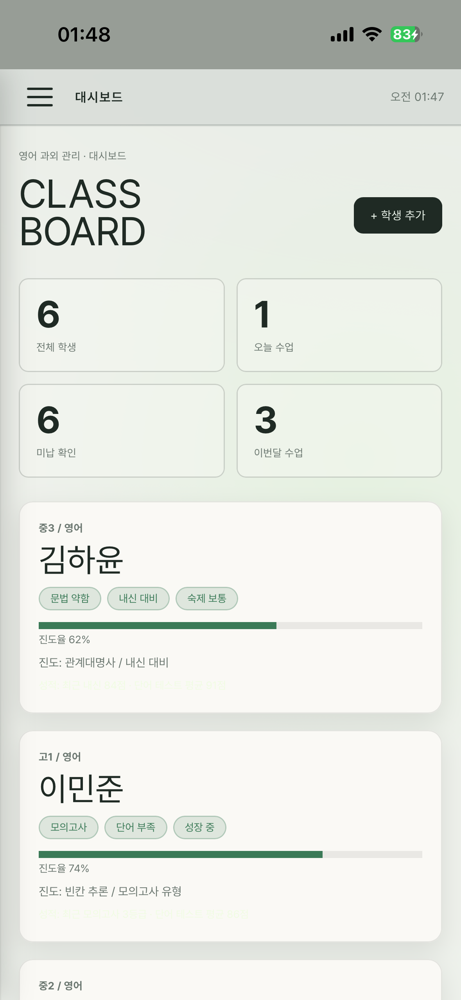 01:48
83
대시보드
오전 01:47
영어 과외 관리 · 대시보드
CLASS
BOARD
+ 학생 추가
6
전체 학생
1
오늘 수업
6
미납 확인
3
이번달 수업
중3 / 영어
김하윤
문법 약함
내신 대비
숙제 보통
진도율 62%
진도: 관계대명사 / 내신 대비
성적: 최근 내신 84점 · 단어 테스트 평균 91점
고1 / 영어
이민준
모의고사
단어 부족
성장 중
진도율 74%
진도: 빈칸 추론 / 모의고사 유형
성적: 최근 모의고사 3등급 · 단어 테스트 평균 86점
중2 / 영어